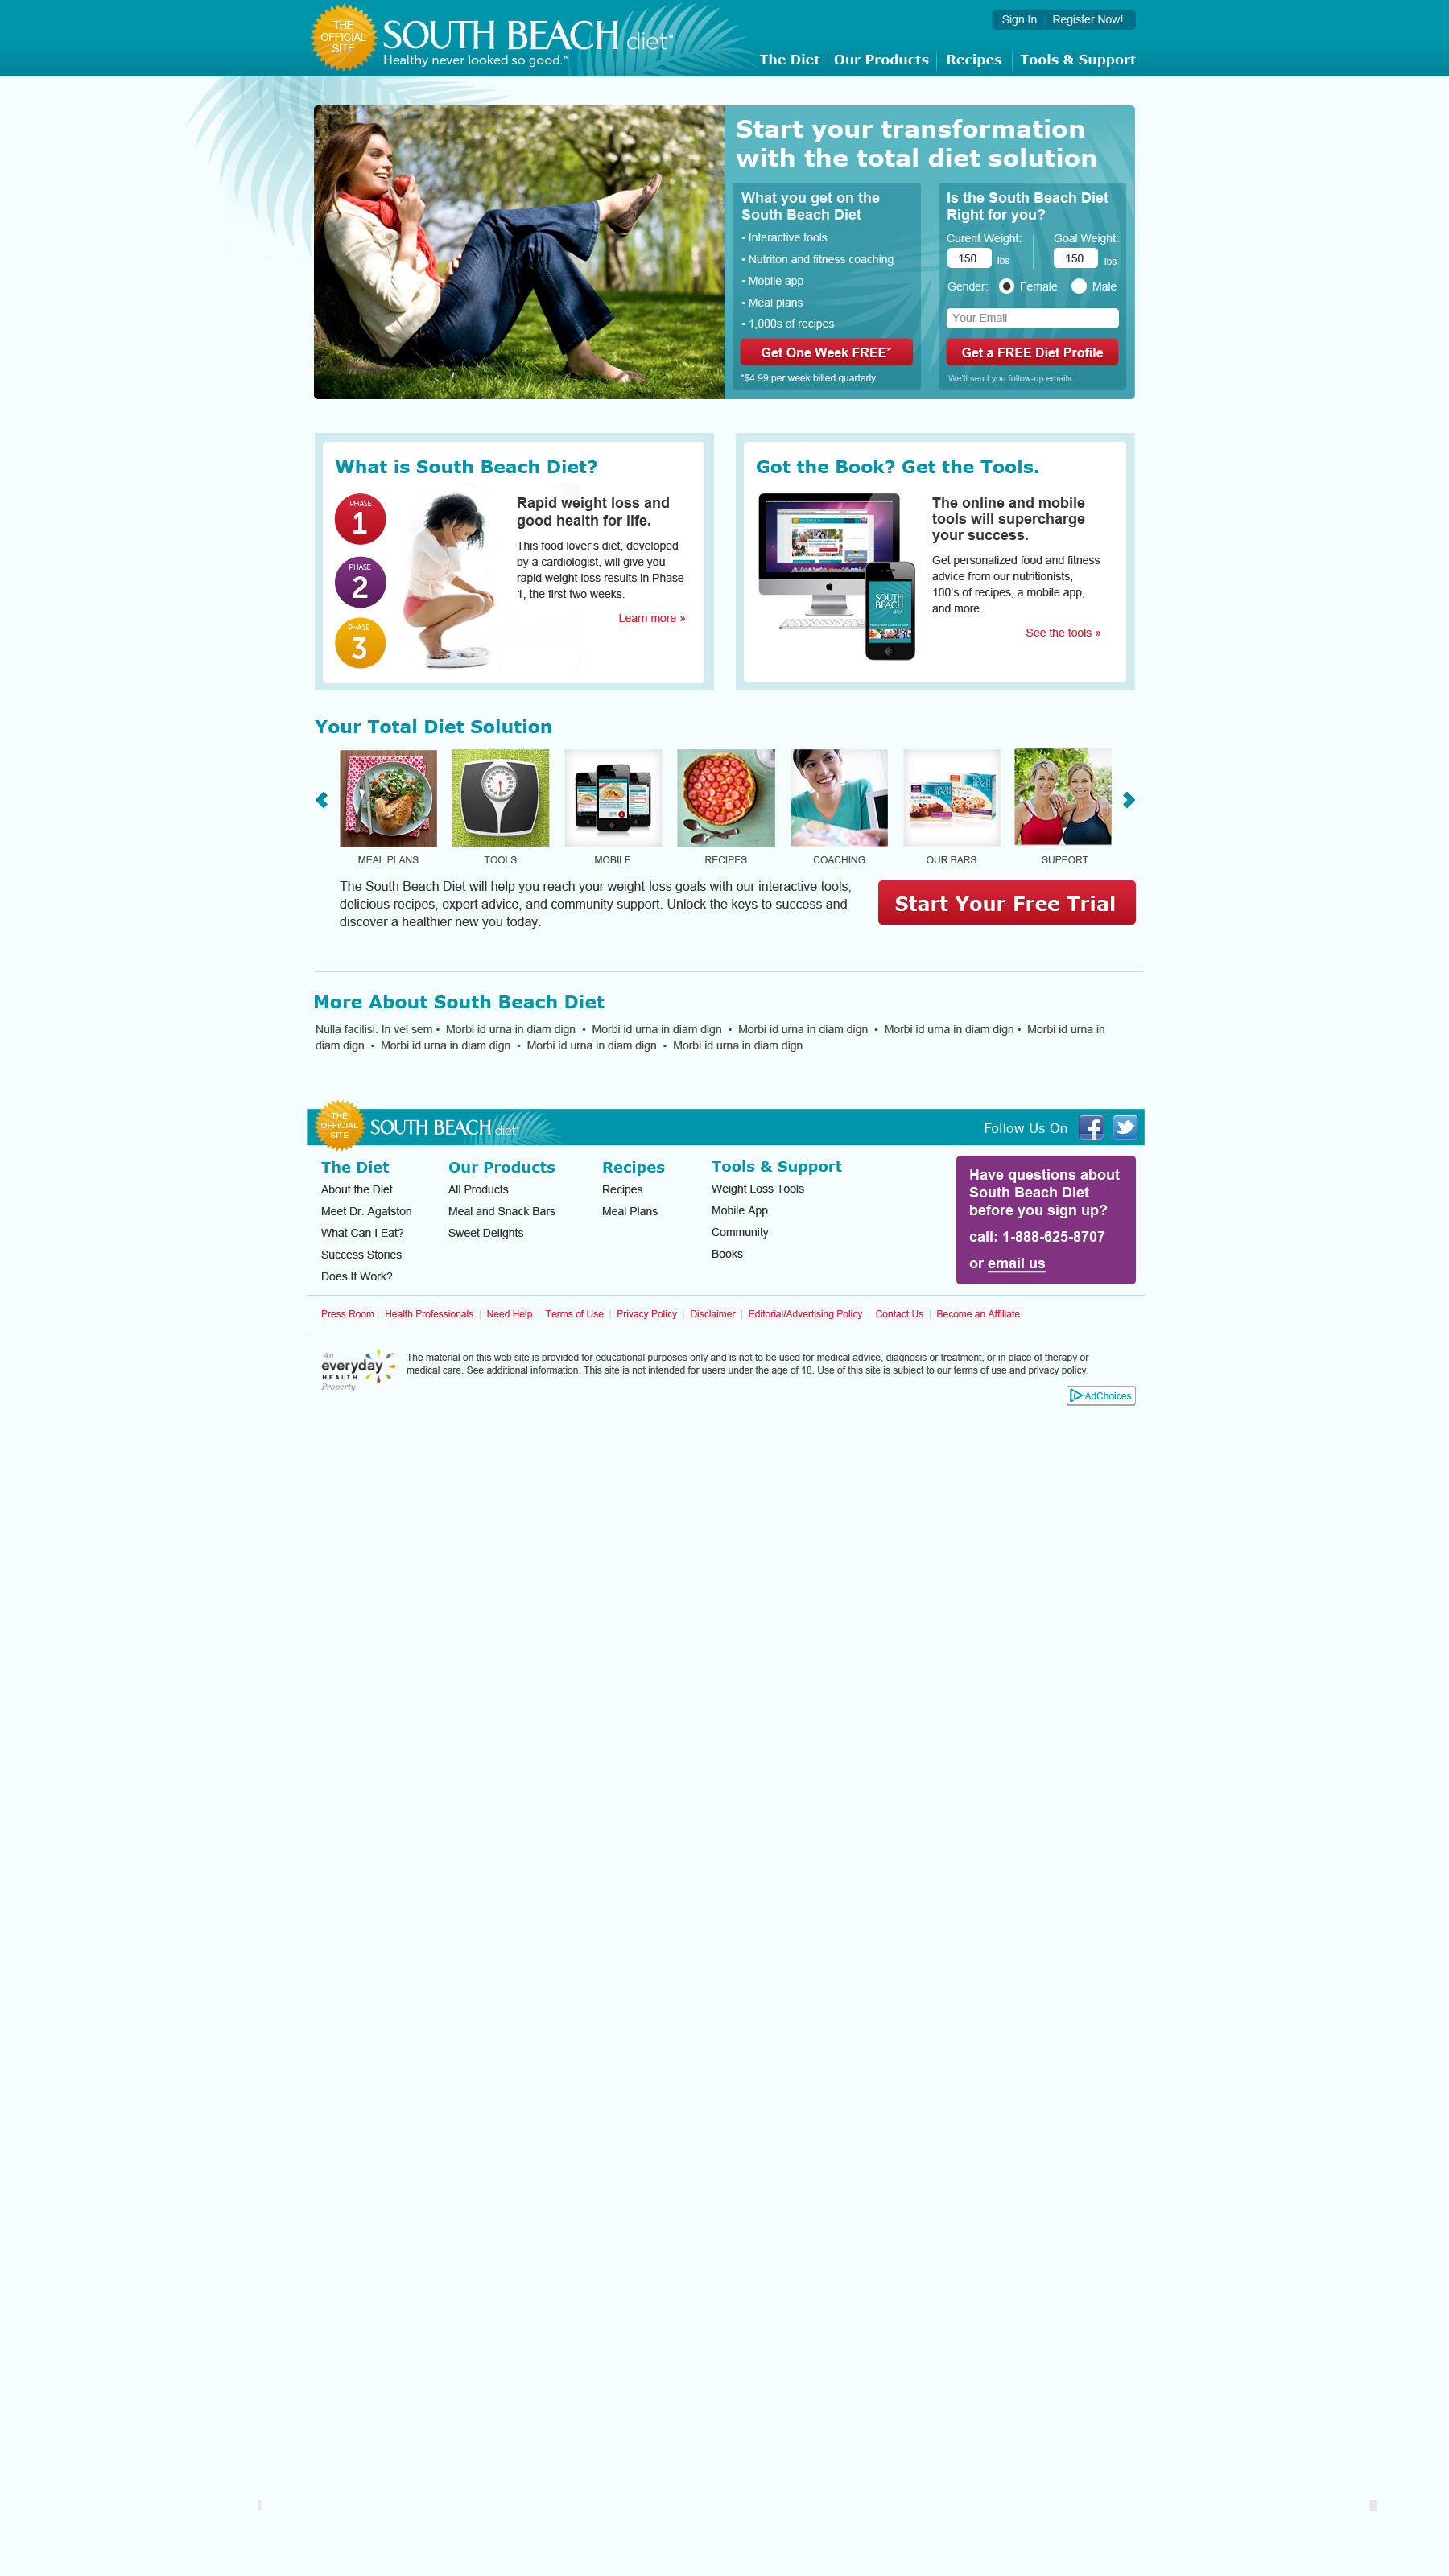 THE
OFFICIAL
SITE
SOUTH BEACH diet®
Healthy never looked so good.™
Sign In
Register Now!
The Diet
Our Products
Recipes
Tools & Support
Start your transformation
with the total diet solution
What you get on the
South Beach Diet
• Interactive tools
• Nutriton and fitness coaching
• Mobile app
• Meal plans
• 1,000s of recipes
Get One Week FREE*
*$4.99 per week billed quarterly
Is the South Beach Diet
Right for you?
Curent Weight: Goal Weight:
150 lbs 150 lbs
Gender: Female Male
Your Email
Get a FREE Diet Profile
We'll send you follow-up emails
What is South Beach Diet?
PHASE
1
PHASE
2
PHASE
3
Rapid weight loss and
good health for life.
This food lover's diet, developed
by a cardiologist, will give you
rapid weight loss results in Phase
1, the first two weeks.
Learn more »
Got the Book? Get the Tools.
SOUTH
BEACH
diet
The online and mobile
tools will supercharge
your success.
Get personalized food and fitness
advice from our nutritionists,
100's of recipes, a mobile app,
and more.
See the tools »
Your Total Diet Solution
MEAL PLANS
TOOLS
MOBILE
RECIPES
COACHING
OUR BARS
SUPPORT
The South Beach Diet will help you reach your weight-loss goals with our interactive tools,
delicious recipes, expert advice, and community support. Unlock the keys to success and
discover a healthier new you today.
Start Your Free Trial
More About South Beach Diet
Nulla facilisi. In vel sem • Morbi id urna in diam dign • Morbi id urna in diam dign • Morbi id urna in diam dign • Morbi id urna in diam dign • Morbi id urna in
diam dign • Morbi id urna in diam dign • Morbi id urna in diam dign • Morbi id urna in diam dign
THE
OFFICIAL
SITE
SOUTH BEACH diet®
Follow Us On
The Diet
About the Diet
Meet Dr. Agatston
What Can I Eat?
Success Stories
Does It Work?
Our Products
All Products
Meal and Snack Bars
Sweet Delights
Recipes
Recipes
Meal Plans
Tools & Support
Weight Loss Tools
Mobile App
Community
Books
Have questions about
South Beach Diet
before you sign up?
call: 1-888-625-8707
or email us
Press Room | Health Professionals | Need Help | Terms of Use | Privacy Policy | Disclaimer | Editorial/Advertising Policy | Contact Us | Become an Affiliate
An
everyday
HEALTH
Property
The material on this web site is provided for educational purposes only and is not to be used for medical advice, diagnosis or treatment, or in place of therapy or
medical care. See additional information. This site is not intended for users under the age of 18. Use of this site is subject to our terms of use and privacy policy.
AdChoices